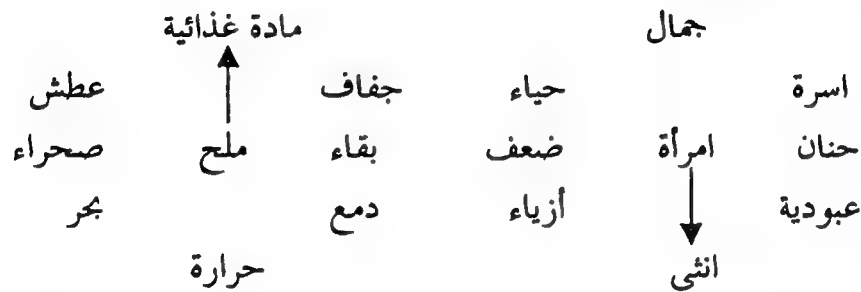 جمال مادة غذائية
اسرة حياء جفاف عطش
حنان امرأة ضعف بقاء ملح صحراء
عبودية أزياء دمع بحر
انثى حرارة